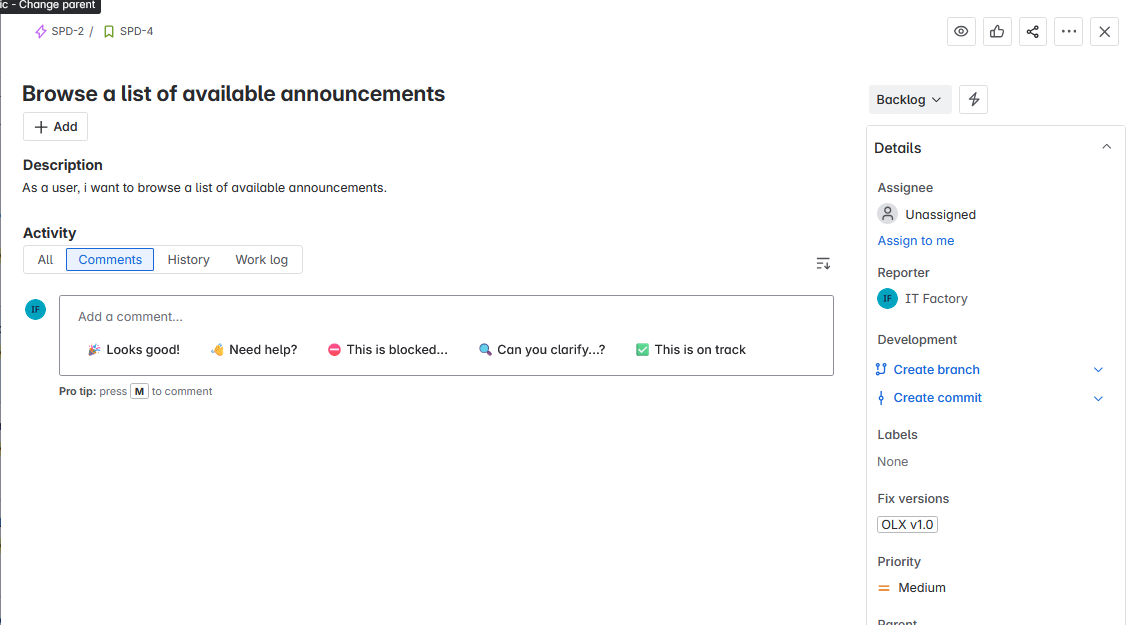 ic - Change parent
SPD-2 / SPD-4
Browse a list of available announcements
Add
Description
As a user, i want to browse a list of available announcements.
Activity
All Comments History Work log
IF
Add a comment...
Looks good! Need help? This is blocked... Can you clarify...? This is on track
Pro tip: press M to comment
Backlog
Details
Assignee
Unassigned
Assign to me
Reporter
IF IT Factory
Development
Create branch
Create commit
Labels
None
Fix versions
OLX v1.0
Priority
Medium
Parent